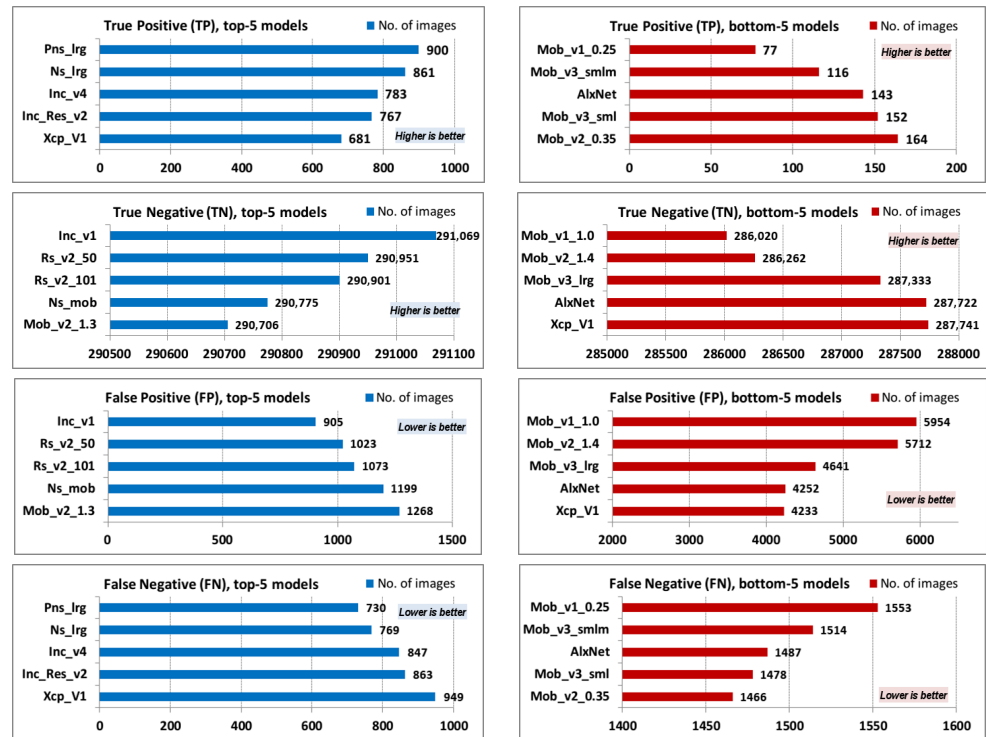 True Positive (TP), top-5 models
No. of images
Pns_lrg
900
Ns_lrg
861
Inc_v4
783
Inc_Res_v2
767
Xcp_V1
681
Higher is better
0 200 400 600 800 1000
True Positive (TP), bottom-5 models
No. of images
Mob_v1_0.25
77
Higher is better
Mob_v3_smlm
116
AlxNet
143
Mob_v3_sml
152
Mob_v2_0.35
164
0 50 100 150 200
True Negative (TN), top-5 models
No. of images
Inc_v1
291,069
Rs_v2_50
290,951
Rs_v2_101
290,901
Ns_mob
290,775
Higher is better
Mob_v2_1.3
290,706
290500 290600 290700 290800 290900 291000 291100
True Negative (TN), bottom-5 models
No. of images
Mob_v1_1.0
286,020
Higher is better
Mob_v2_1.4
286,262
Mob_v3_lrg
287,333
AlxNet
287,722
Xcp_V1
287,741
285000 285500 286000 286500 287000 287500 288000
False Positive (FP), top-5 models
No. of images
Inc_v1
905
Lower is better
Rs_v2_50
1023
Rs_v2_101
1073
Ns_mob
1199
Mob_v2_1.3
1268
0 500 1000 1500
False Positive (FP), bottom-5 models
No. of images
Mob_v1_1.0
5954
Mob_v2_1.4
5712
Mob_v3_lrg
4641
AlxNet
4252
Lower is better
Xcp_V1
4233
2000 3000 4000 5000 6000
False Negative (FN), top-5 models
No. of images
Pns_lrg
730
Lower is better
Ns_lrg
769
Inc_v4
847
Inc_Res_v2
863
Xcp_V1
949
0 200 400 600 800 1000
False Negative (FN), bottom-5 models
No. of images
Mob_v1_0.25
1553
Mob_v3_smlm
1514
AlxNet
1487
Mob_v3_sml
1478
Mob_v2_0.35
1466
Lower is better
1400 1450 1500 1550 1600